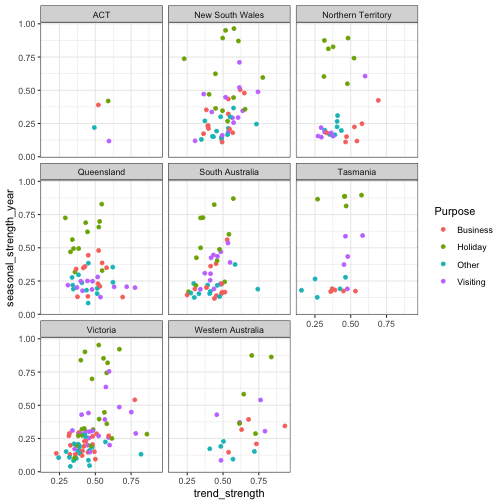 ACT New South Wales Northern Territory
1.00
0.75
0.50
0.25
0.00
Queensland South Australia Tasmania
1.00
0.75
0.50
0.25
0.00
0.25 0.50 0.75
Victoria Western Australia
1.00
0.75
0.50
0.25
0.00
0.25 0.50 0.75 0.25 0.50 0.75
trend_strength
seasonal_strength_year
Purpose
Business
Holiday
Other
Visiting